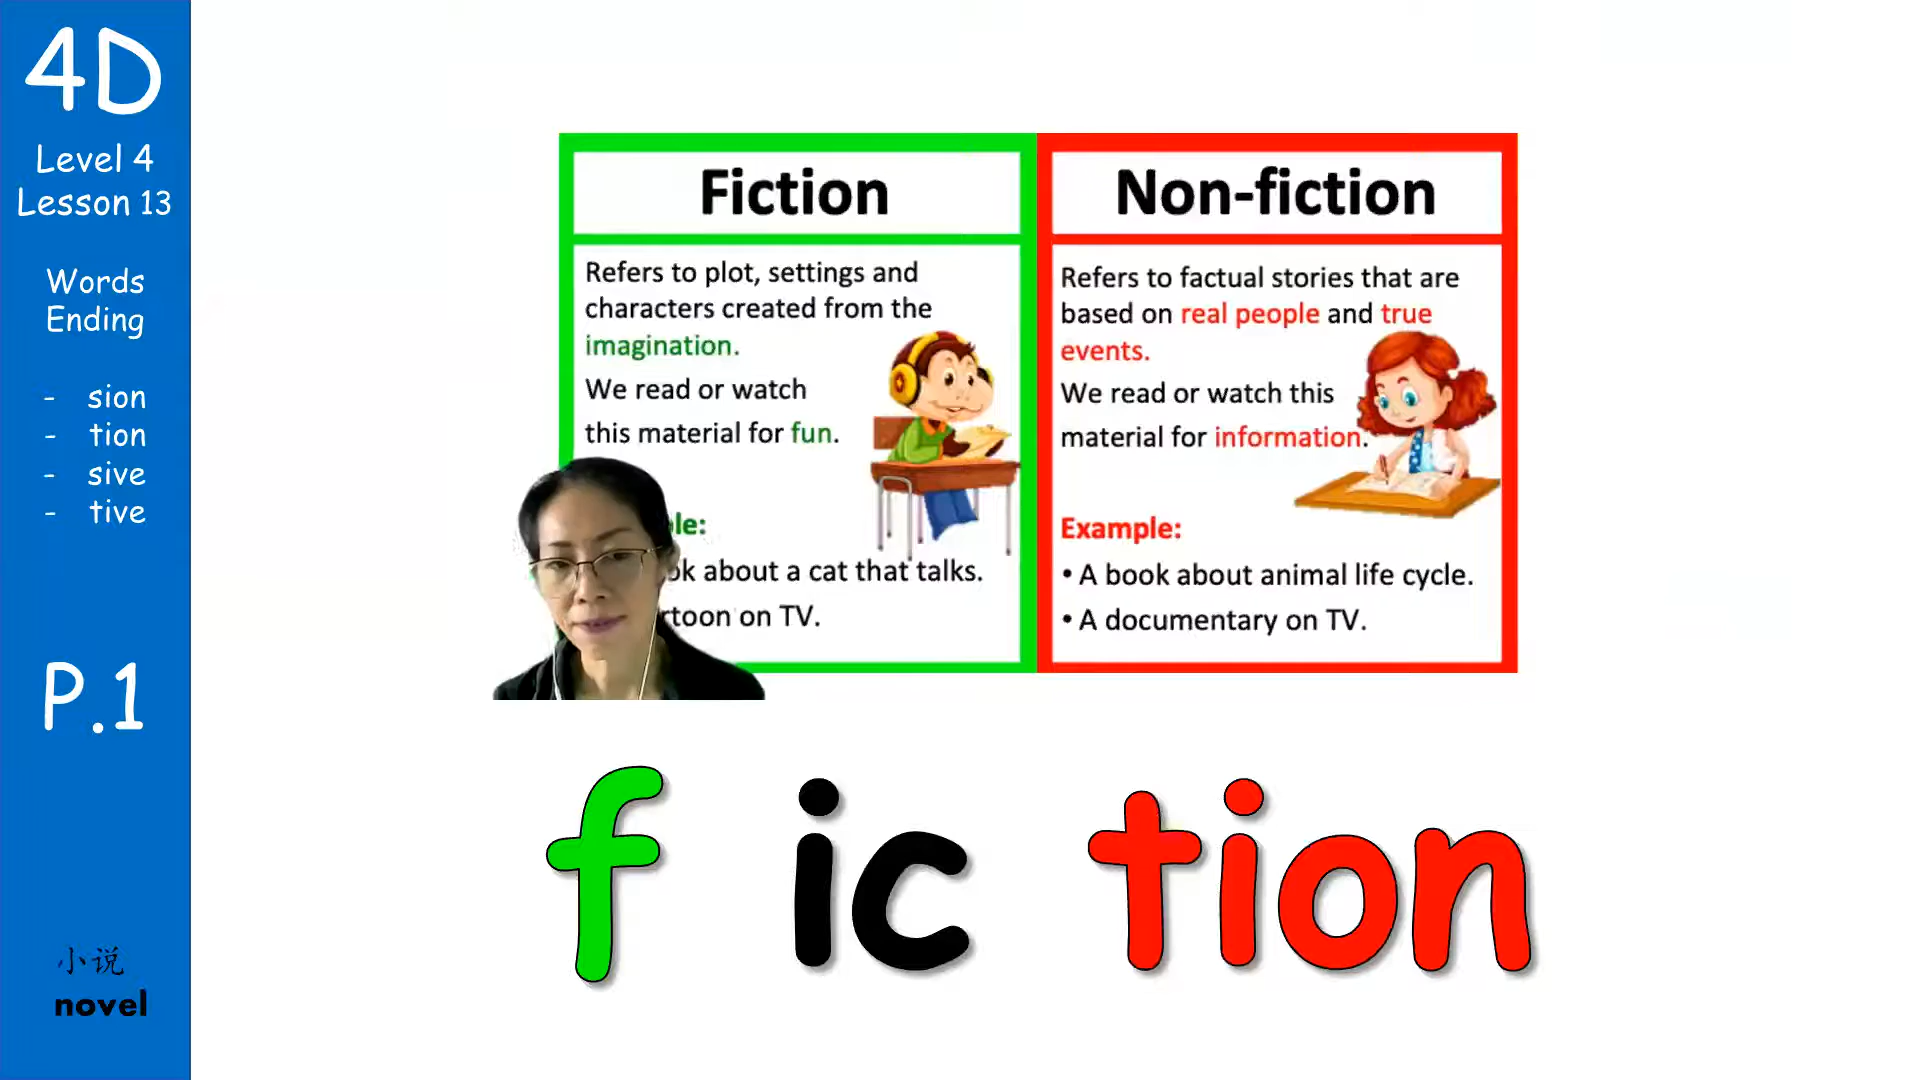 4D
Level 4
Lesson 13
Words
Ending
- sion
- tion
- sive
- tive
P.1
小说
novel
Fiction
Refers to plot, settings and
characters created from the
imagination.
We read or watch
this material for fun.
about a cat that talks.
on TV.
Non-fiction
Refers to factual stories that are
based on real people and true
events.
We read or watch this
material for information.
Example:
• A book about animal life cycle.
• A documentary on TV.
f ic tion